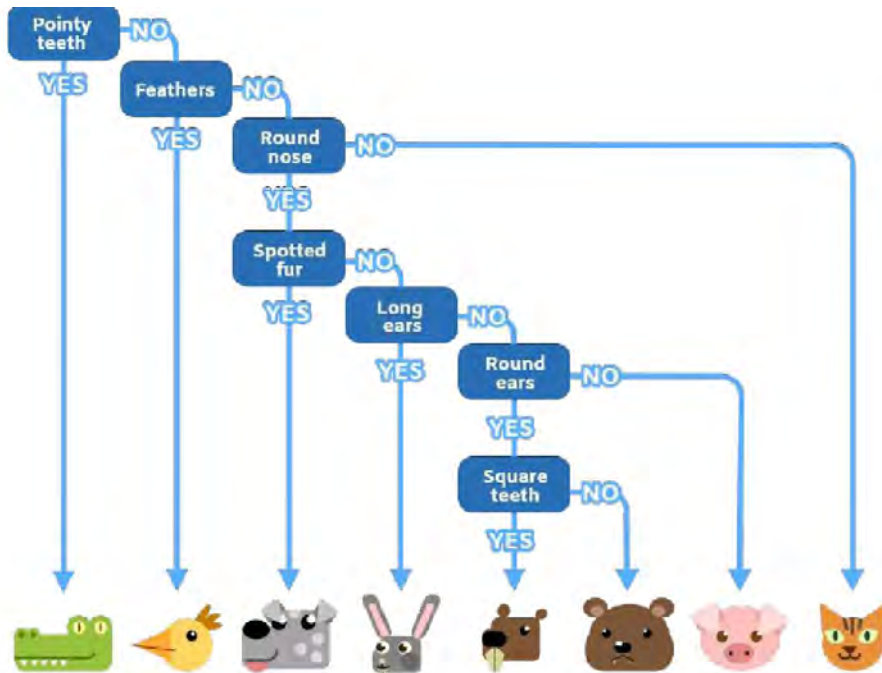 Pointy
teeth
NO
YES
Feathers
NO
YES
Round
nose
NO
YES
Spotted
fur
NO
YES
Long
ears
NO
YES
Round
ears
NO
YES
Square
teeth
NO
YES